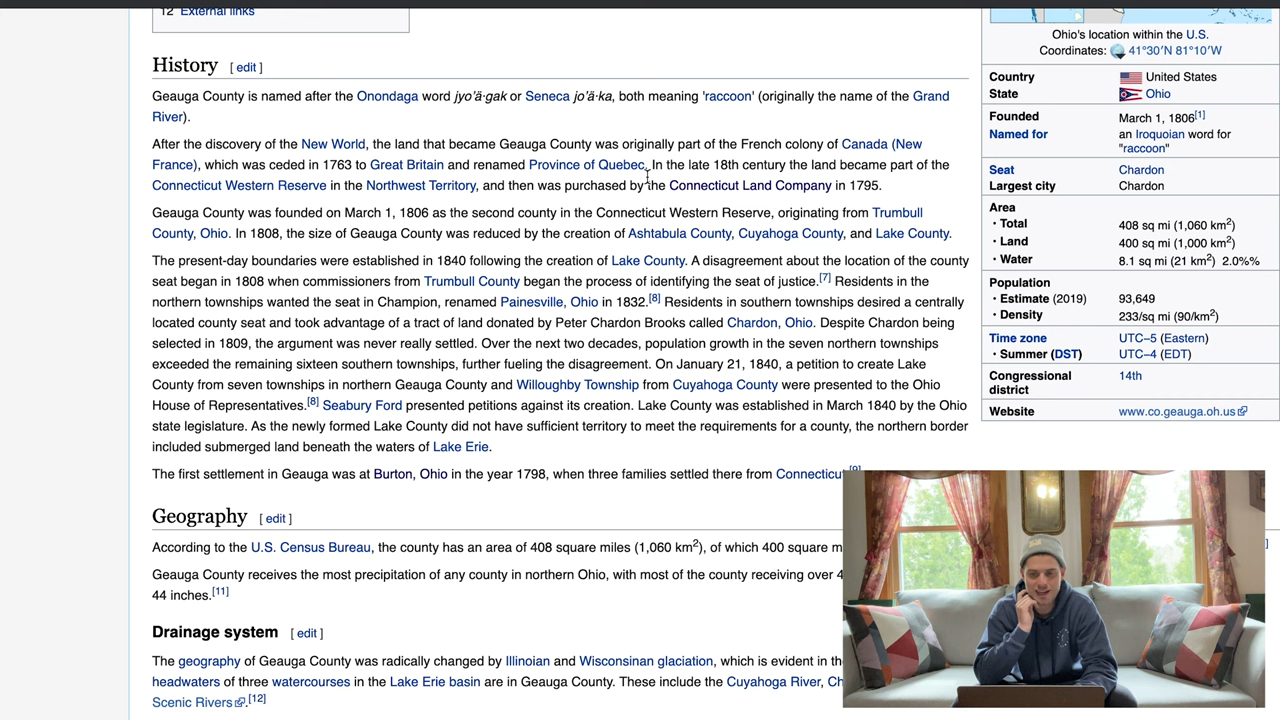 12 External links
History [ edit ]
Geauga County is named after the Onondaga word jyo'ä·gak or Seneca jo'ä·ka, both meaning 'raccoon' (originally the name of the Grand
River).
After the discovery of the New World, the land that became Geauga County was originally part of the French colony of Canada (New
France), which was ceded in 1763 to Great Britain and renamed Province of Quebec. In the late 18th century the land became part of the
Connecticut Western Reserve in the Northwest Territory, and then was purchased by the Connecticut Land Company in 1795.
Geauga County was founded on March 1, 1806 as the second county in the Connecticut Western Reserve, originating from Trumbull
County, Ohio. In 1808, the size of Geauga County was reduced by the creation of Ashtabula County, Cuyahoga County, and Lake County.
The present-day boundaries were established in 1840 following the creation of Lake County. A disagreement about the location of the county
seat began in 1808 when commissioners from Trumbull County began the process of identifying the seat of justice.[7] Residents in the
northern townships wanted the seat in Champion, renamed Painesville, Ohio in 1832.[8] Residents in southern townships desired a centrally
located county seat and took advantage of a tract of land donated by Peter Chardon Brooks called Chardon, Ohio. Despite Chardon being
selected in 1809, the argument was never really settled. Over the next two decades, population growth in the seven northern townships
exceeded the remaining sixteen southern townships, further fueling the disagreement. On January 21, 1840, a petition to create Lake
County from seven townships in northern Geauga County and Willoughby Township from Cuyahoga County were presented to the Ohio
House of Representatives.[8] Seabury Ford presented petitions against its creation. Lake County was established in March 1840 by the Ohio
state legislature. As the newly formed Lake County did not have sufficient territory to meet the requirements for a county, the northern border
included submerged land beneath the waters of Lake Erie.
The first settlement in Geauga was at Burton, Ohio in the year 1798, when three families settled there from Connecticut.[9]
Geography [ edit ]
According to the U.S. Census Bureau, the county has an area of 408 square miles (1,060 km2), of which 400 square m
Geauga County receives the most precipitation of any county in northern Ohio, with most of the county receiving over 4
44 inches.[11]
Drainage system [ edit ]
The geography of Geauga County was radically changed by Illinoian and Wisconsinan glaciation, which is evident in th
headwaters of three watercourses in the Lake Erie basin are in Geauga County. These include the Cuyahoga River, Ch
Scenic Rivers.[12]
Ohio's location within the U.S.
Coordinates: 41°30′N 81°10′W
Country United States
State Ohio
Founded March 1, 1806[1]
Named for an Iroquoian word for
"raccoon"
Seat Chardon
Largest city Chardon
Area
• Total 408 sq mi (1,060 km2)
• Land 400 sq mi (1,000 km2)
• Water 8.1 sq mi (21 km2) 2.0%%
Population
• Estimate (2019) 93,649
• Density 233/sq mi (90/km2)
Time zone UTC−5 (Eastern)
• Summer (DST) UTC−4 (EDT)
Congressional 14th
district
Website www.co.geauga.oh.us
]